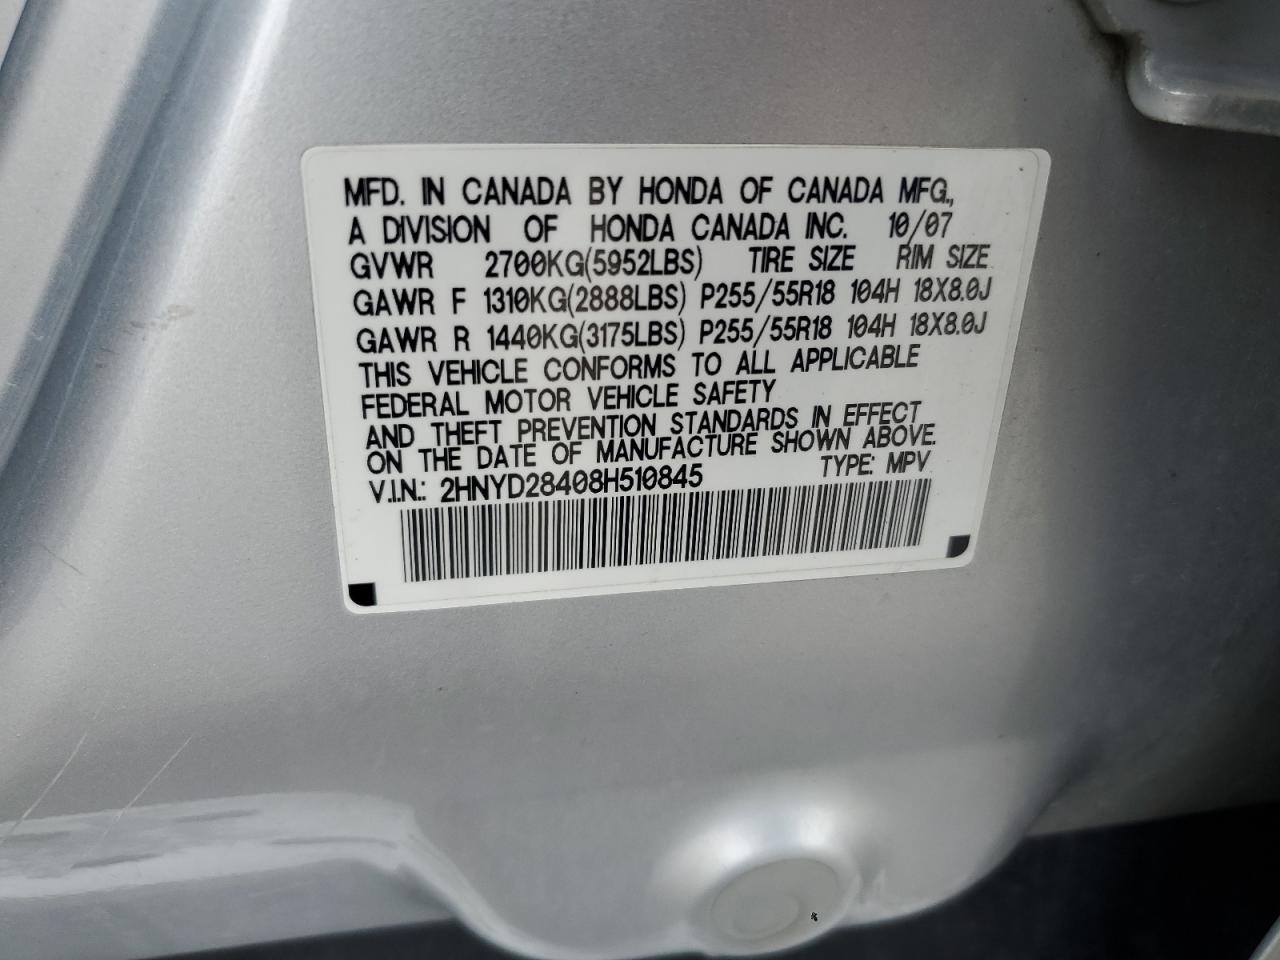 MFD. IN CANADA BY HONDA OF CANADA MFG.,
A DIVISION OF HONDA CANADA INC. 10/07
GVWR 2700KG(5952LBS) TIRE SIZE RIM SIZE
GAWR F 1310KG(2888LBS) P255/55R18 104H 18X8.0J
GAWR R 1440KG(3175LBS) P255/55R18 104H 18X8.0J
THIS VEHICLE CONFORMS TO ALL APPLICABLE
FEDERAL MOTOR VEHICLE SAFETY
AND THEFT PREVENTION STANDARDS IN EFFECT
ON THE DATE OF MANUFACTURE SHOWN ABOVE.
V.I.N.: 2HNYD28408H510845 TYPE: MPV